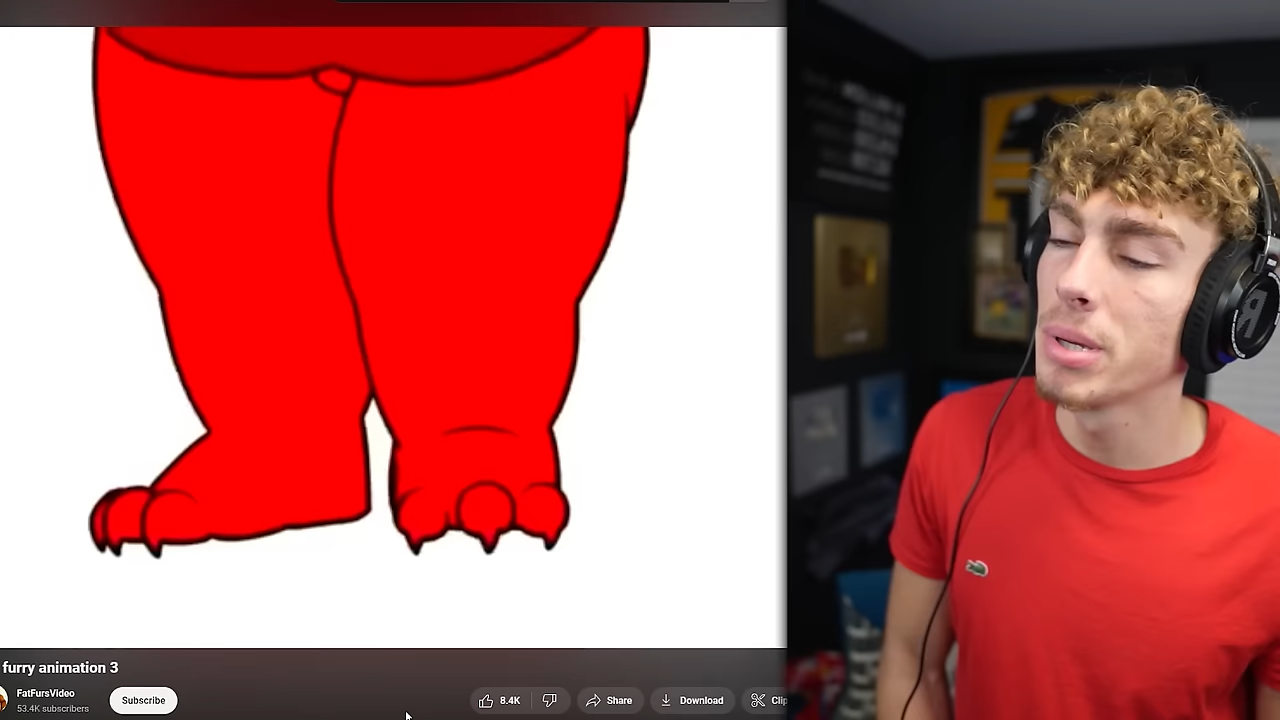 furry animation 3
FatFursVideo
53.4K subscribers
Subscribe
8.4K
Share
Download
Clip